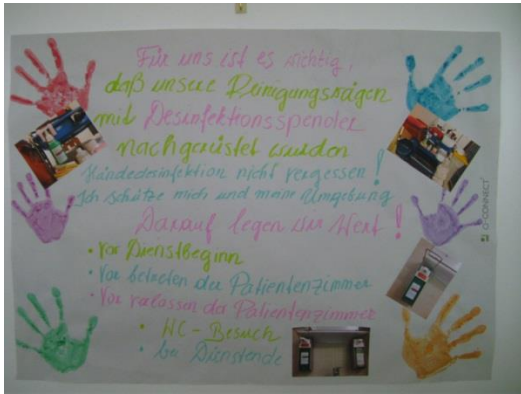 Für uns ist es wichtig,
daß unsere Reinigungswägen
mit Desinfektionsspender
nachgerüstet wurden
Händedesinfektion nicht vergessen!
Ich schütze mich und meine Umgebung
Darauf legen wir Wert!
• Vor Dienstbeginn
• Vor betreten der Patientenzimmer
• Vor verlassen der Patientenzimmer
• WC-Besuch
• bei Dienstende
O-CONNECT